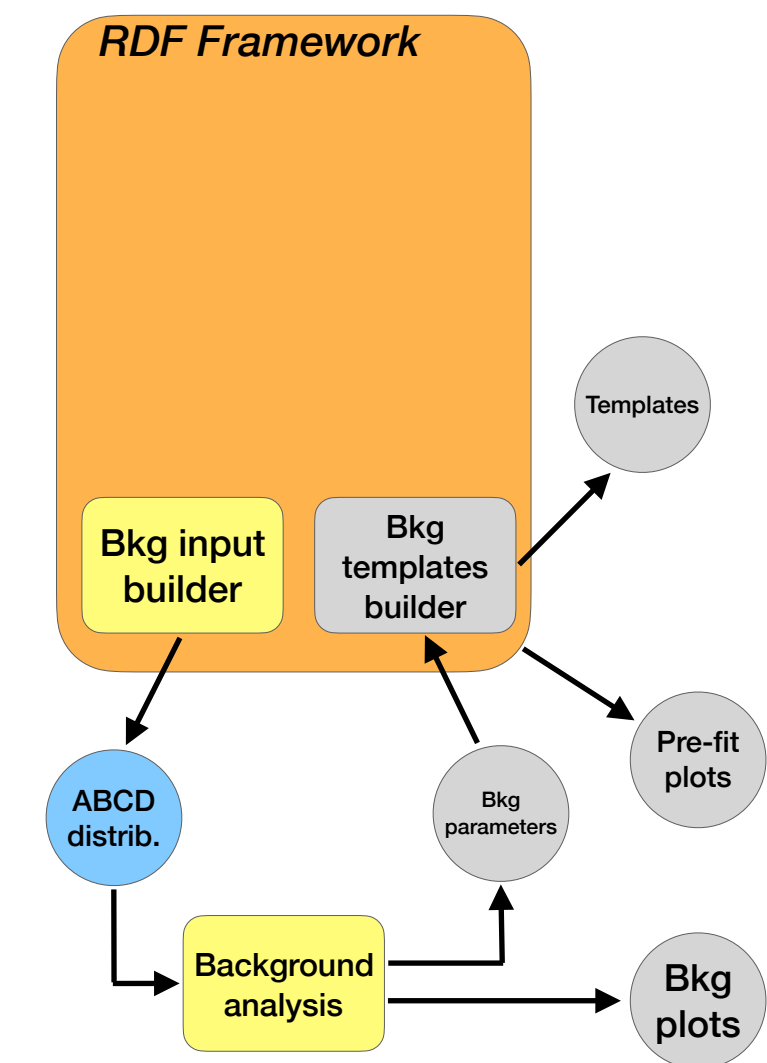 RDF Framework
Templates
Bkg input
builder
Bkg
templates
builder
Pre-fit
plots
ABCD
distrib.
Bkg
parameters
Background
analysis
Bkg
plots